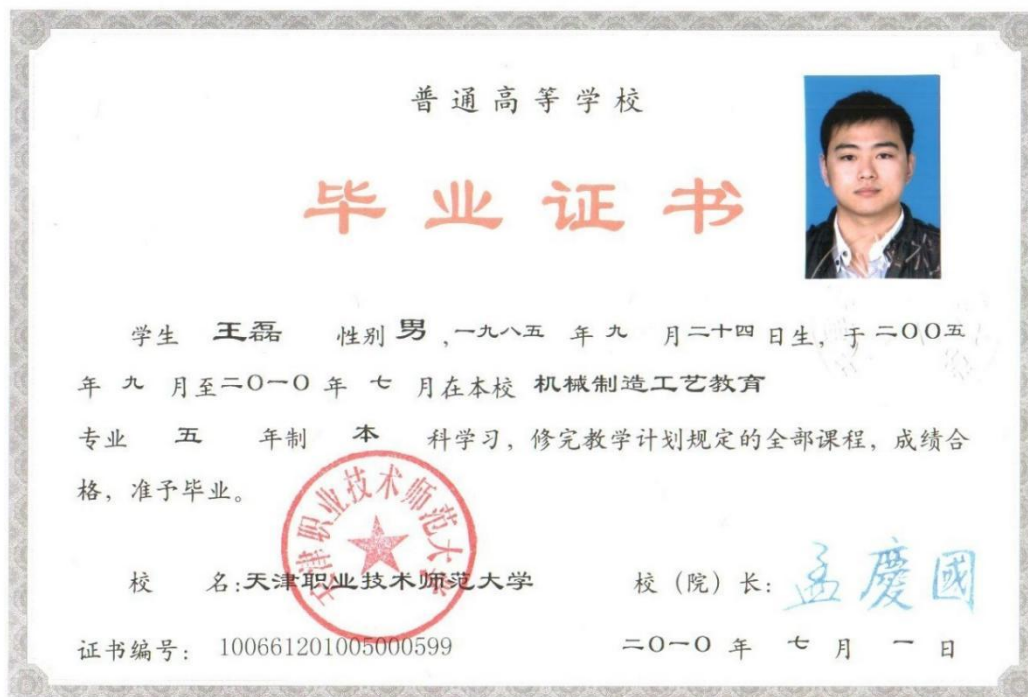 普通高等学校
毕业证书
学生 王磊 性别 男 ,一九八五 年 九 月二十四 日生，于 二〇〇五
年 九 月至二〇一〇 年 七 月在本校 机械制造工艺教育
专业 五 年制 本 科学习，修完教学计划规定的全部课程，成绩合
格，准予毕业。
天津职业技术师范大学
校 名:天津职业技术师范大学 校（院）长：孟慶國
证书编号： 100661201005000599 二〇一〇 年 七 月 一 日